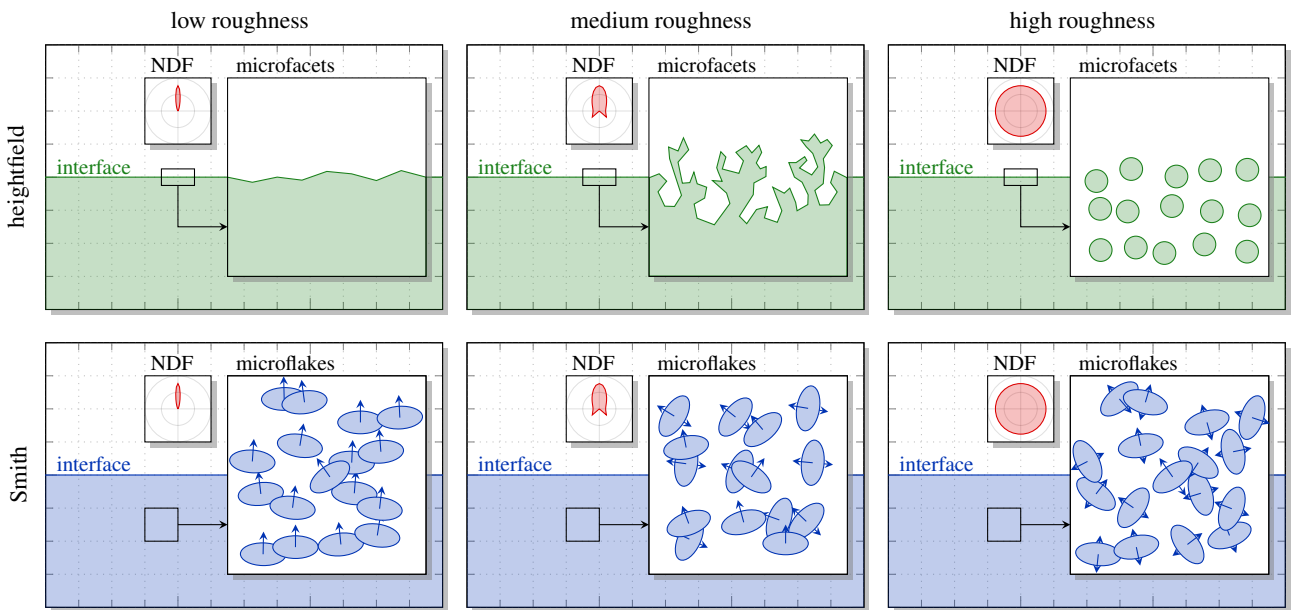 low roughness
medium roughness
high roughness
heightfield
NDF
microfacets
interface
NDF
microfacets
interface
NDF
microfacets
interface
Smith
NDF
microflakes
interface
NDF
microflakes
interface
NDF
microflakes
interface